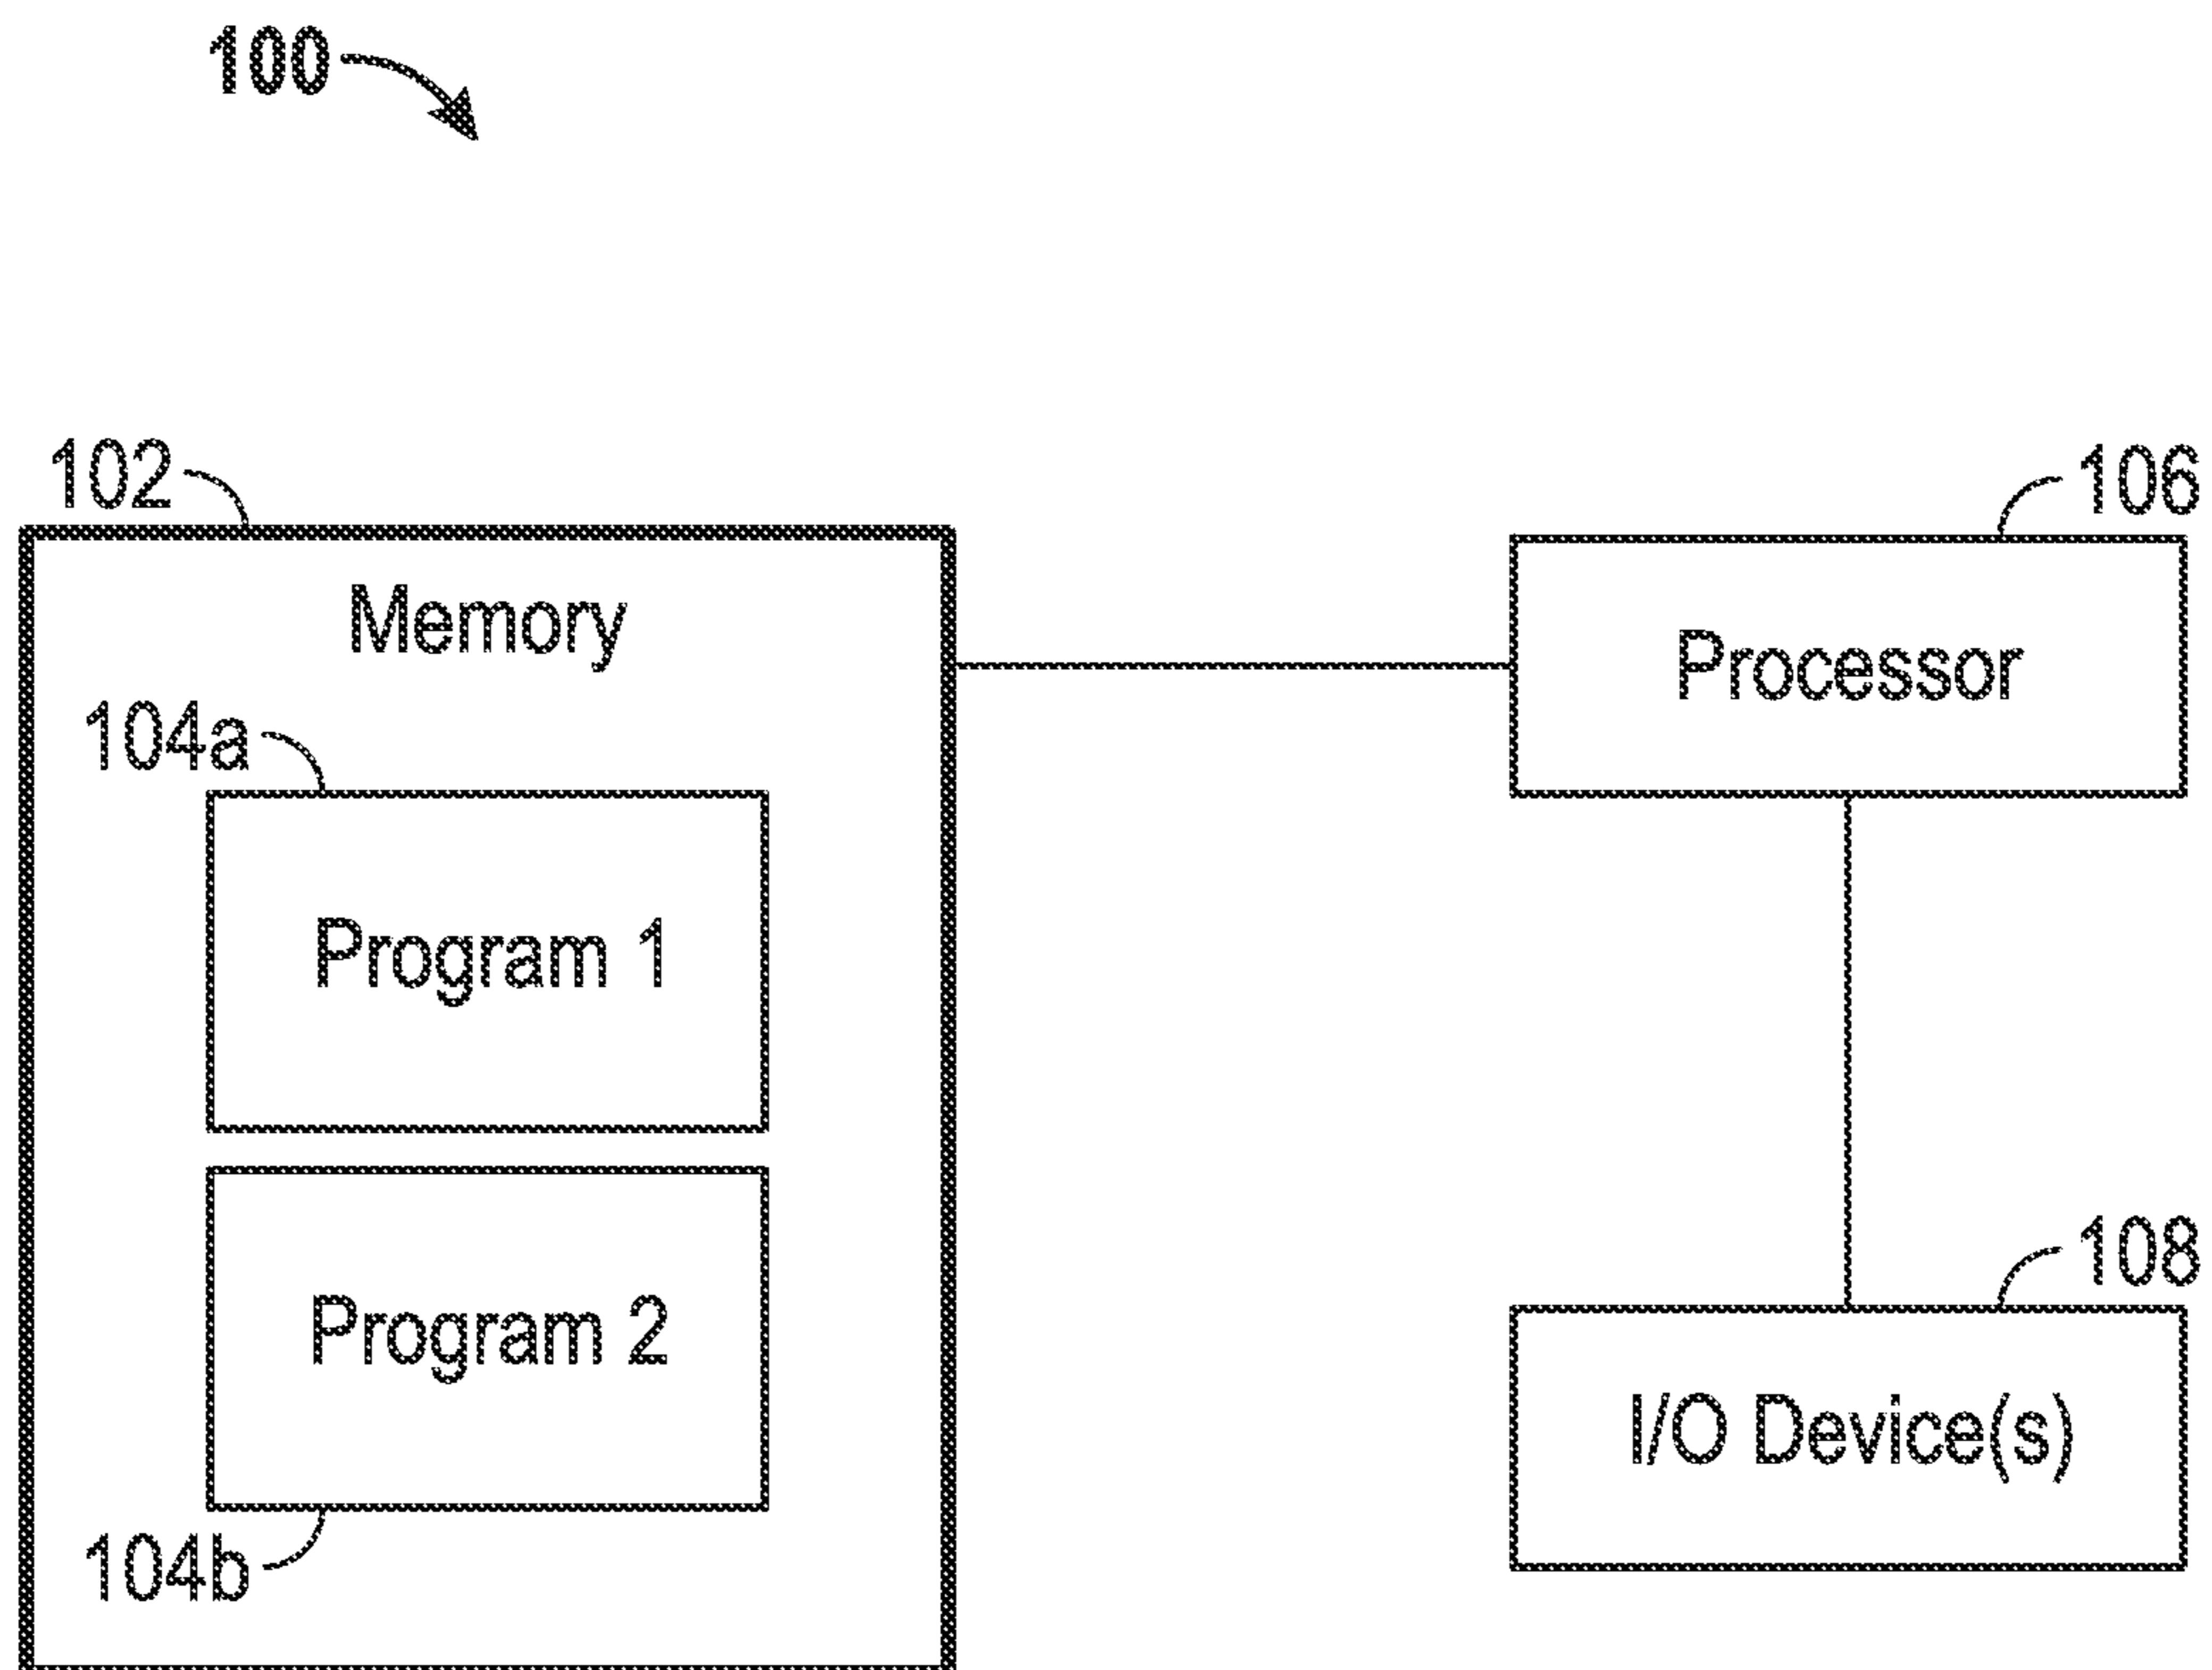 100
102
106
Memory
Processor
104a
Program 1
Program 2
104b
108
I/O Device(s)